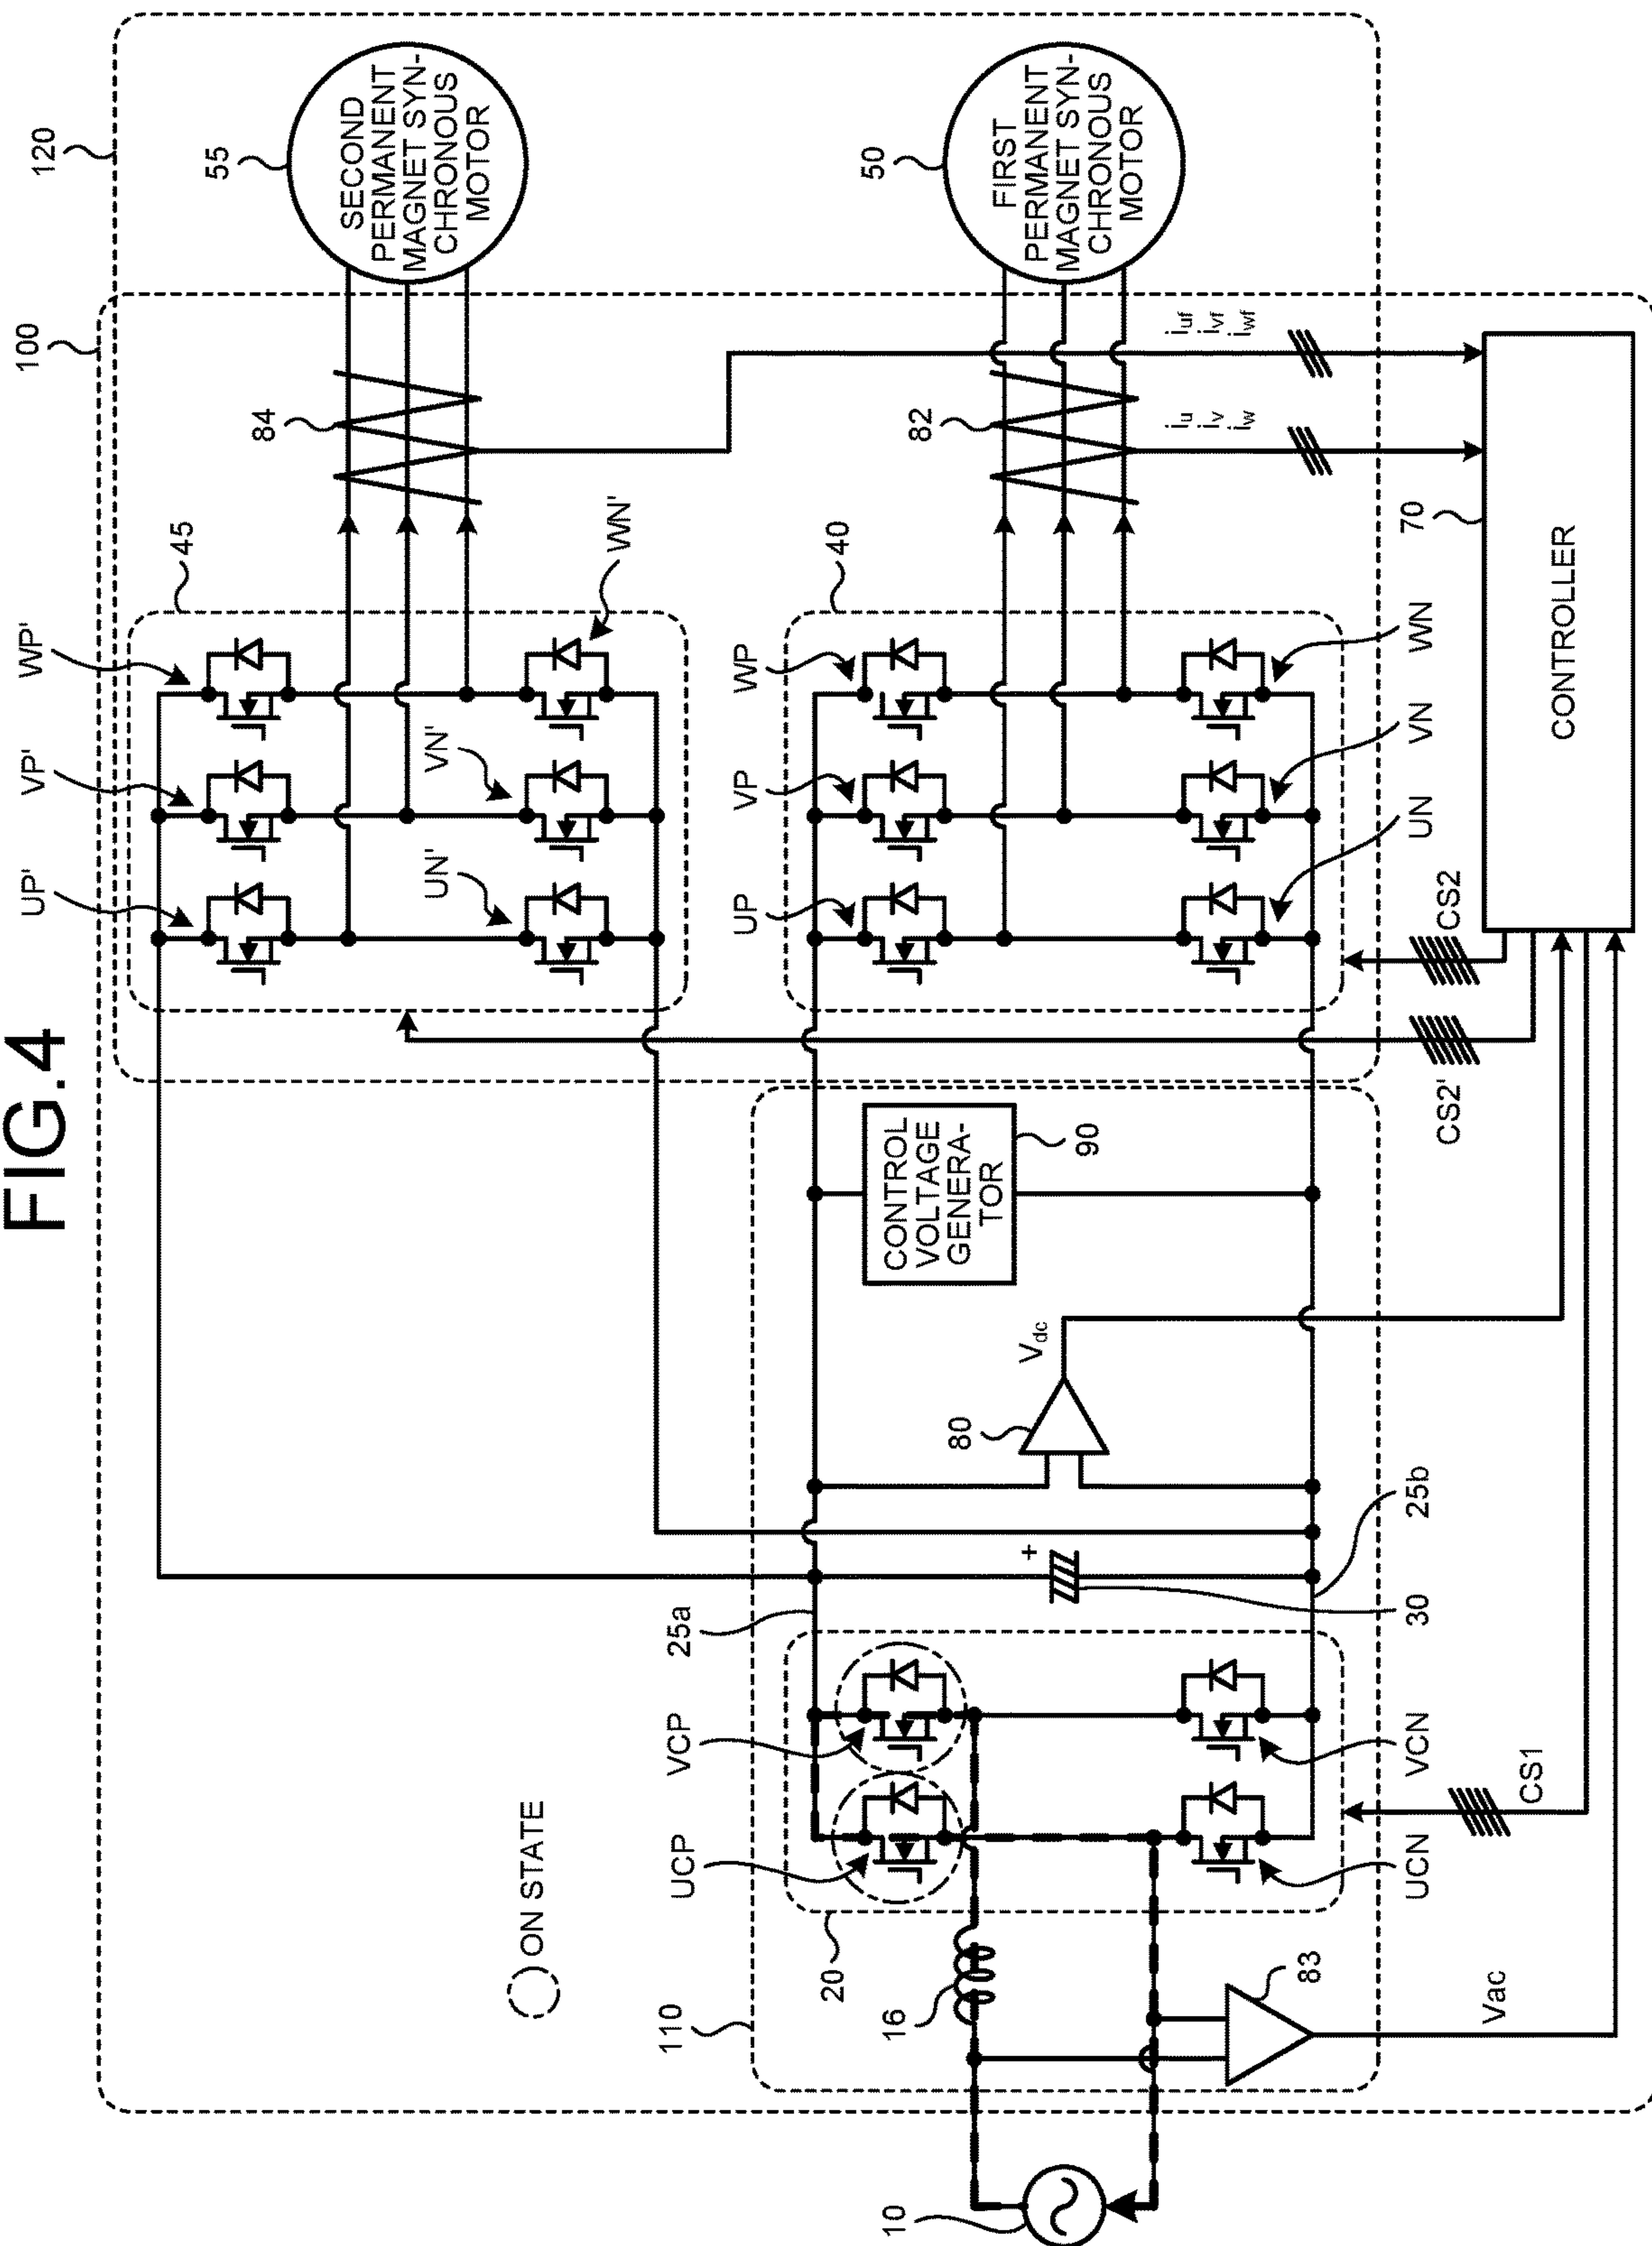 FIG.4
120
100
55
SECOND
PERMANENT
MAGNET SYN-
CHRONOUS
MOTOR
84
45
WP'
VP'
UP'
WN'
VN'
UN'
50
FIRST
PERMANENT
MAGNET SYN-
CHRONOUS
MOTOR
82
40
WP
VP
UP
WN
VN
UN
iuf
ivf
iwf
iu
iv
iw
70
CONTROLLER
CS2
CS2'
CONTROL
VOLTAGE
GENERA-
TOR
90
80
Vdc
+
30
25a
25b
ON STATE
VCP
UCP
VCN
UCN
CS1
20
110
16
83
Vac
10